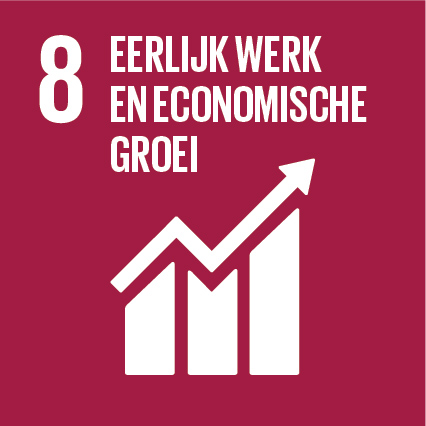 8 EERLIJK WERK
EN ECONOMISCHE
GROEI